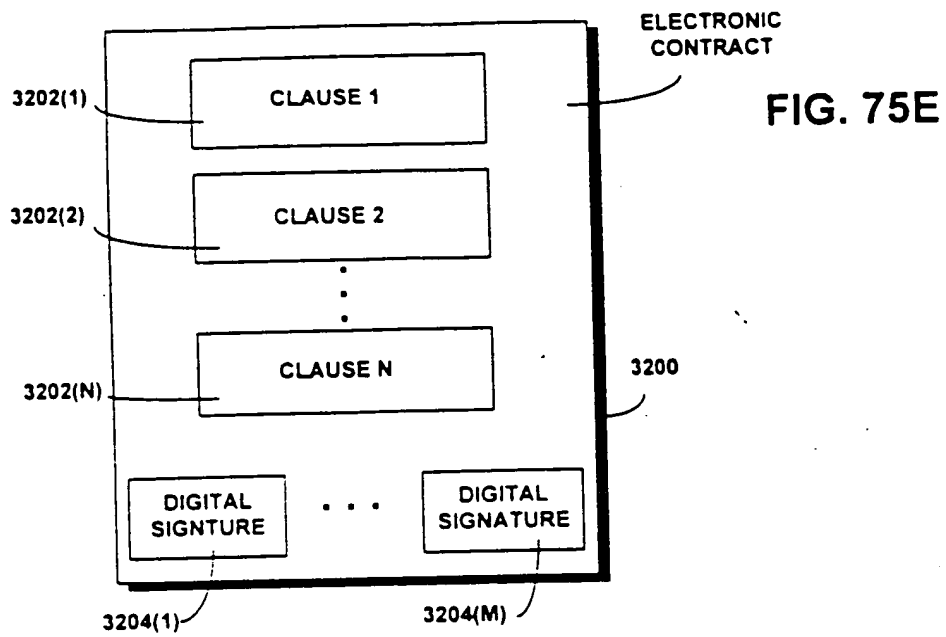 ELECTRONIC
CONTRACT
FIG. 75E
3202(1)
CLAUSE 1
3202(2)
CLAUSE 2
3202(N)
CLAUSE N
3200
DIGITAL
SIGNTURE
DIGITAL
SIGNATURE
3204(1)
3204(M)